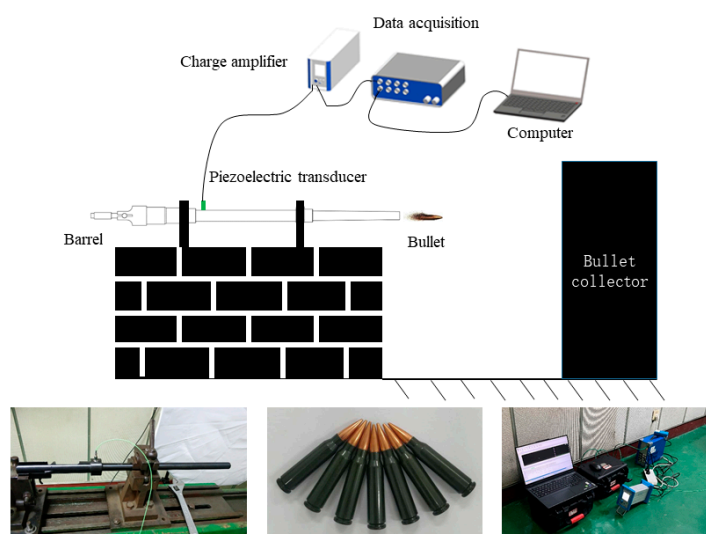 Data acquisition
Charge amplifier
Computer
Piezoelectric transducer
Barrel
Bullet
Bullet
collector